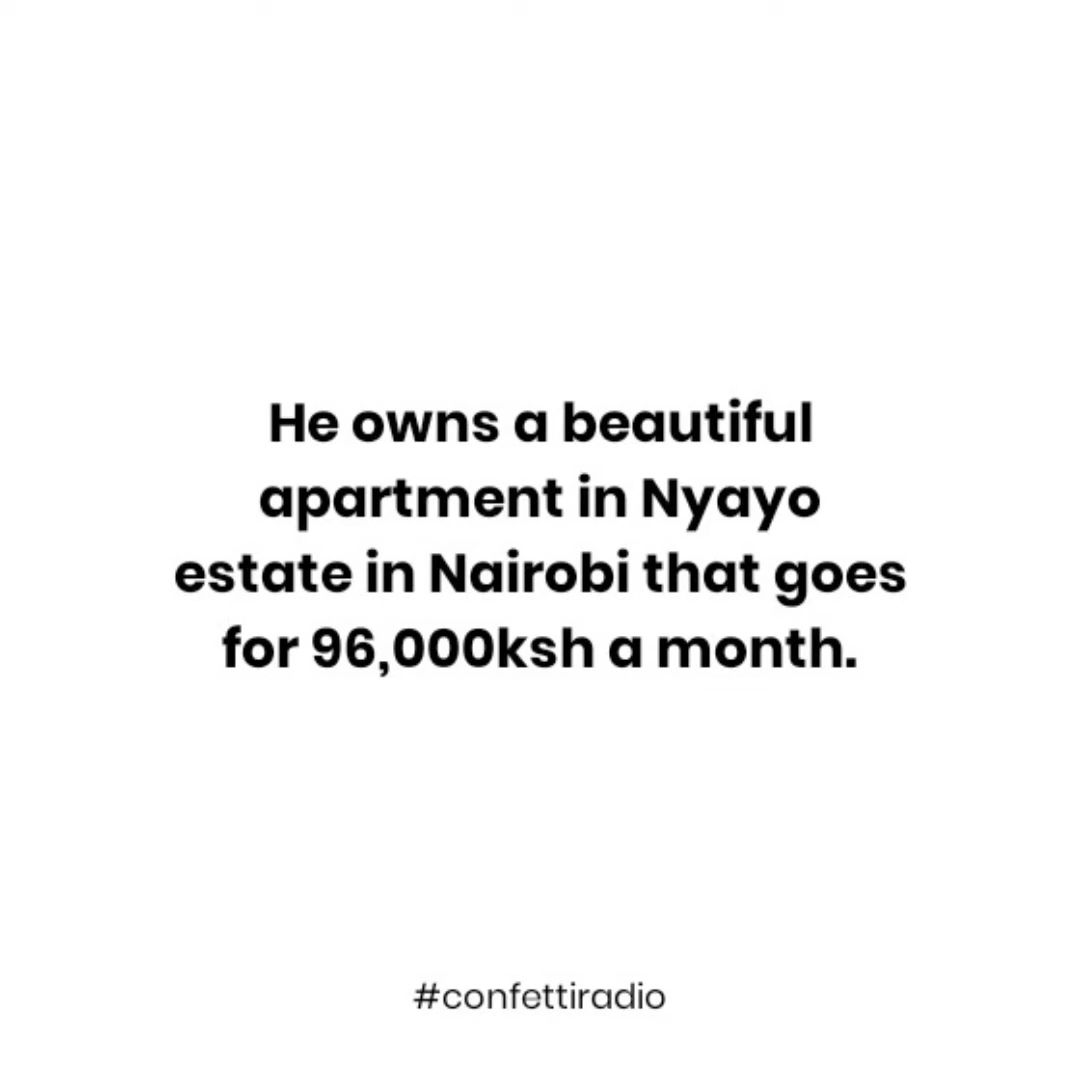 He owns a beautiful
apartment in Nyayo
estate in Nairobi that goes
for 96,000ksh a month.
#confettiradio